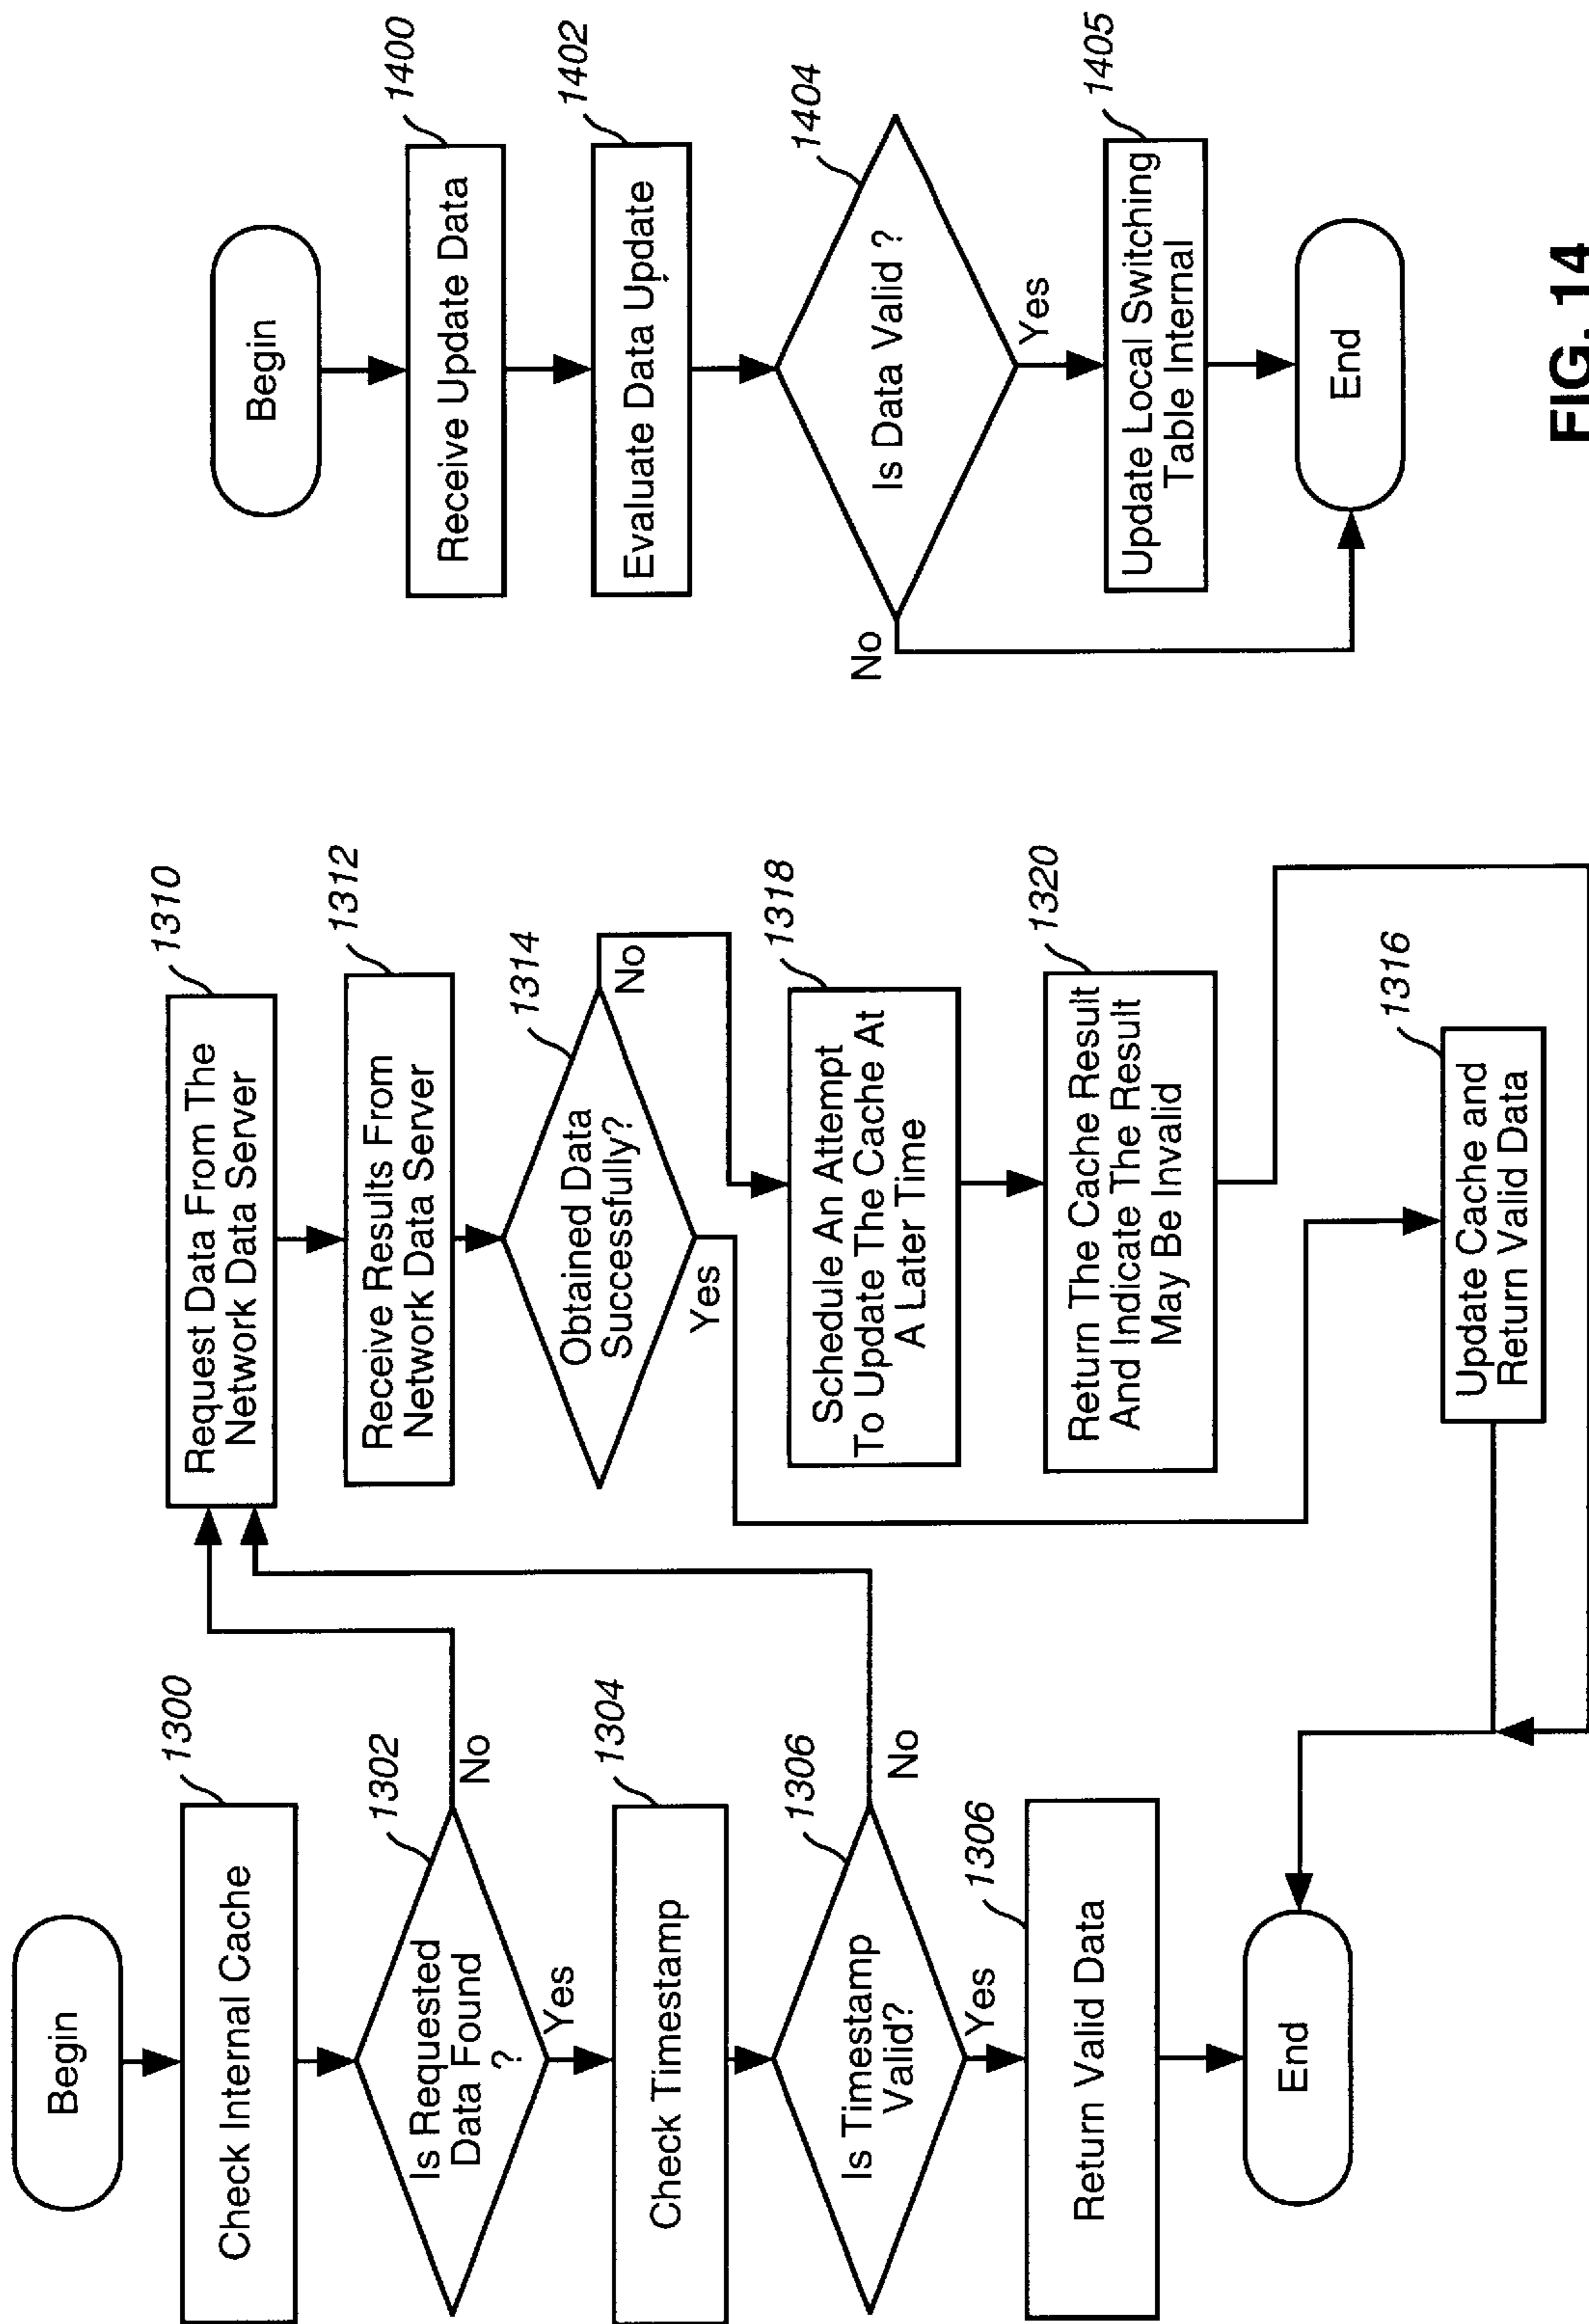 Begin
1300
Check Internal Cache
1302
Is Requested
Data Found
?
No
Yes
1304
Check Timestamp
1306
Is Timestamp
Valid?
No
Yes
1306
Return Valid Data
End
1310
Request Data From The
Network Data Server
1312
Receive Results From
Network Data Server
1314
Obtained Data
Successfully?
No
Yes
1318
Schedule An Attempt
To Update The Cache At
A Later Time
1320
Return The Cache Result
And Indicate The Result
May Be Invalid
1316
Update Cache and
Return Valid Data
Begin
1400
Receive Update Data
1402
Evaluate Data Update
1404
Is Data Valid ?
No
Yes
1405
Update Local Switching
Table Internal
End
FIG. 14